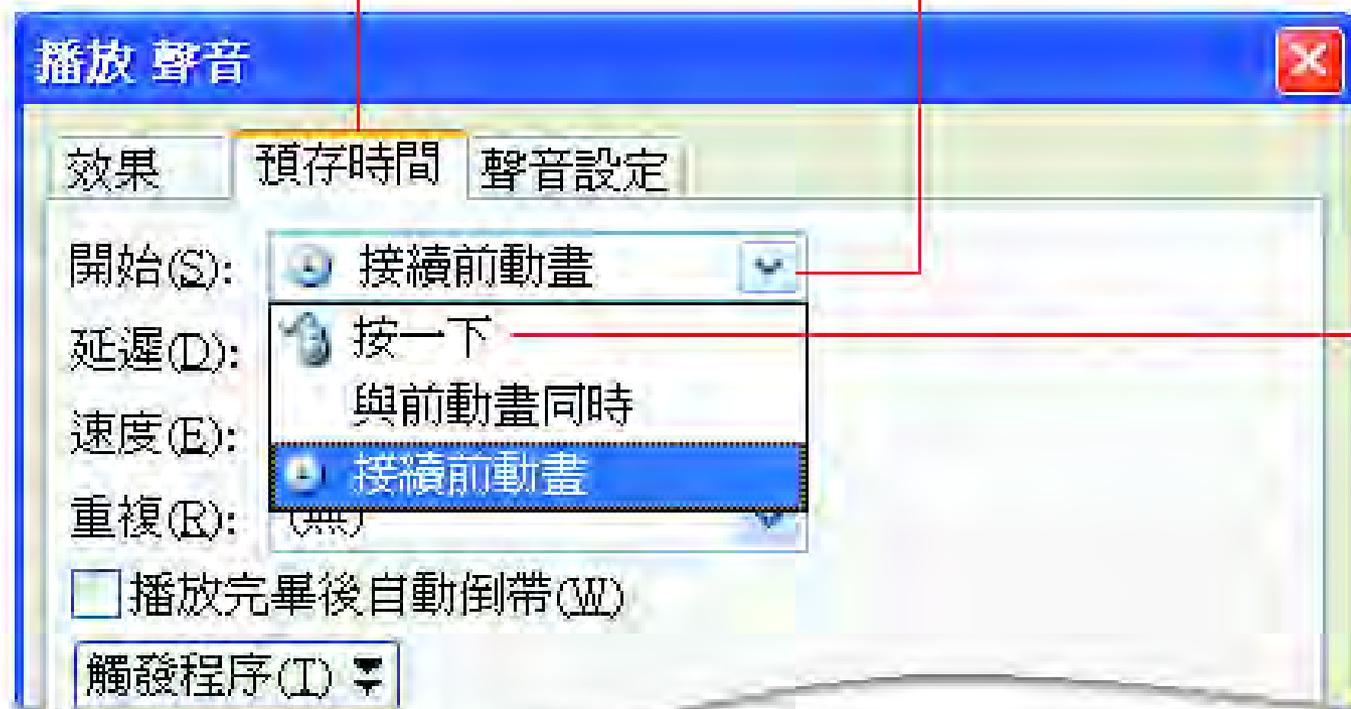 播放 聲音
效果 預存時間 聲音設定
開始(S): 接續前動畫
延遲(D): 按一下
與前動畫同時
速度(E):
接續前動畫
重複(R): (無)
播放完畢後自動倒帶(W)
觸發程序(T)